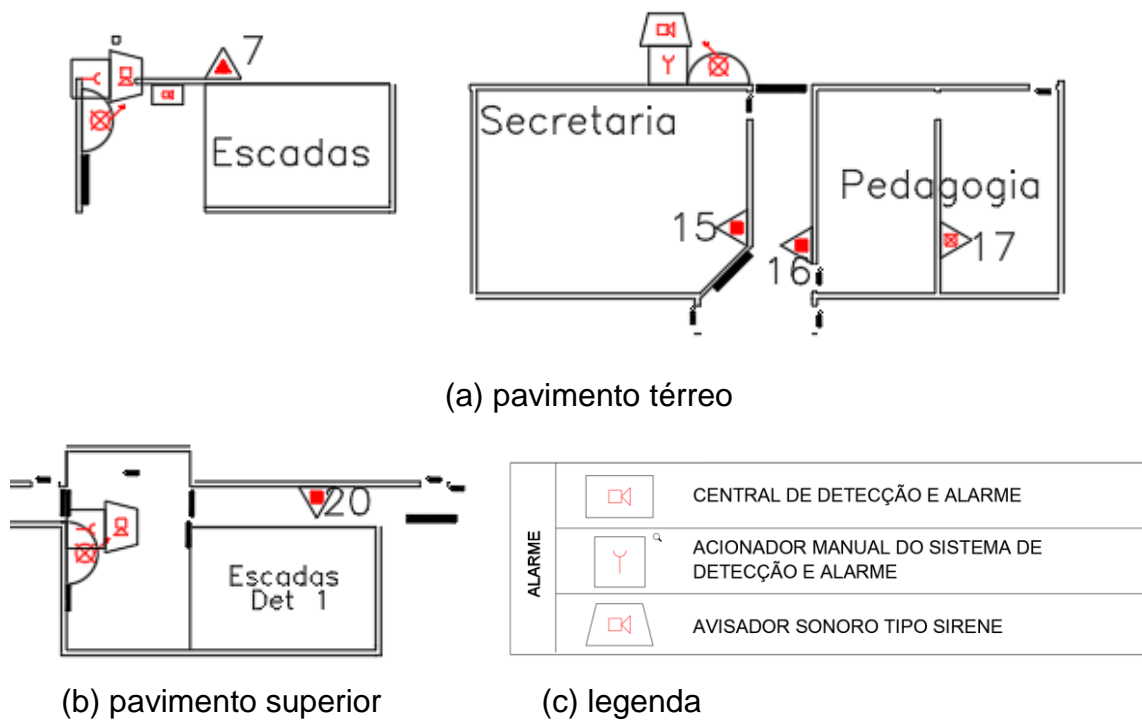 7
Escadas
Secretaria
Pedagogia
15
16
17
(a) pavimento térreo
20
Escadas
Det 1
ALARME
CENTRAL DE DETECÇÃO E ALARME
ACIONADOR MANUAL DO SISTEMA DE
DETECÇÃO E ALARME
AVISADOR SONORO TIPO SIRENE
(b) pavimento superior
(c) legenda